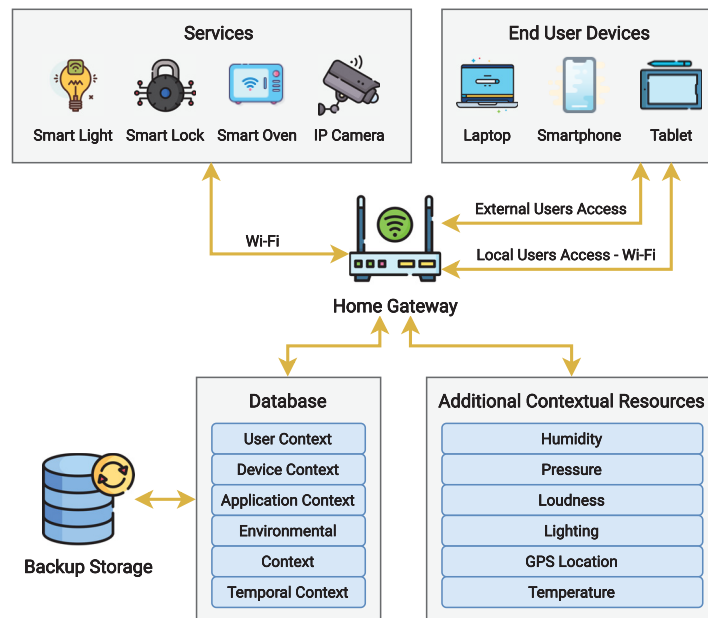 Services
Smart Light
Smart Lock
Smart Oven
IP Camera
End User Devices
Laptop
Smartphone
Tablet
Wi-Fi
External Users Access
Local Users Access - Wi-Fi
Home Gateway
Database
User Context
Device Context
Application Context
Environmental
Context
Temporal Context
Backup Storage
Additional Contextual Resources
Humidity
Pressure
Loudness
Lighting
GPS Location
Temperature